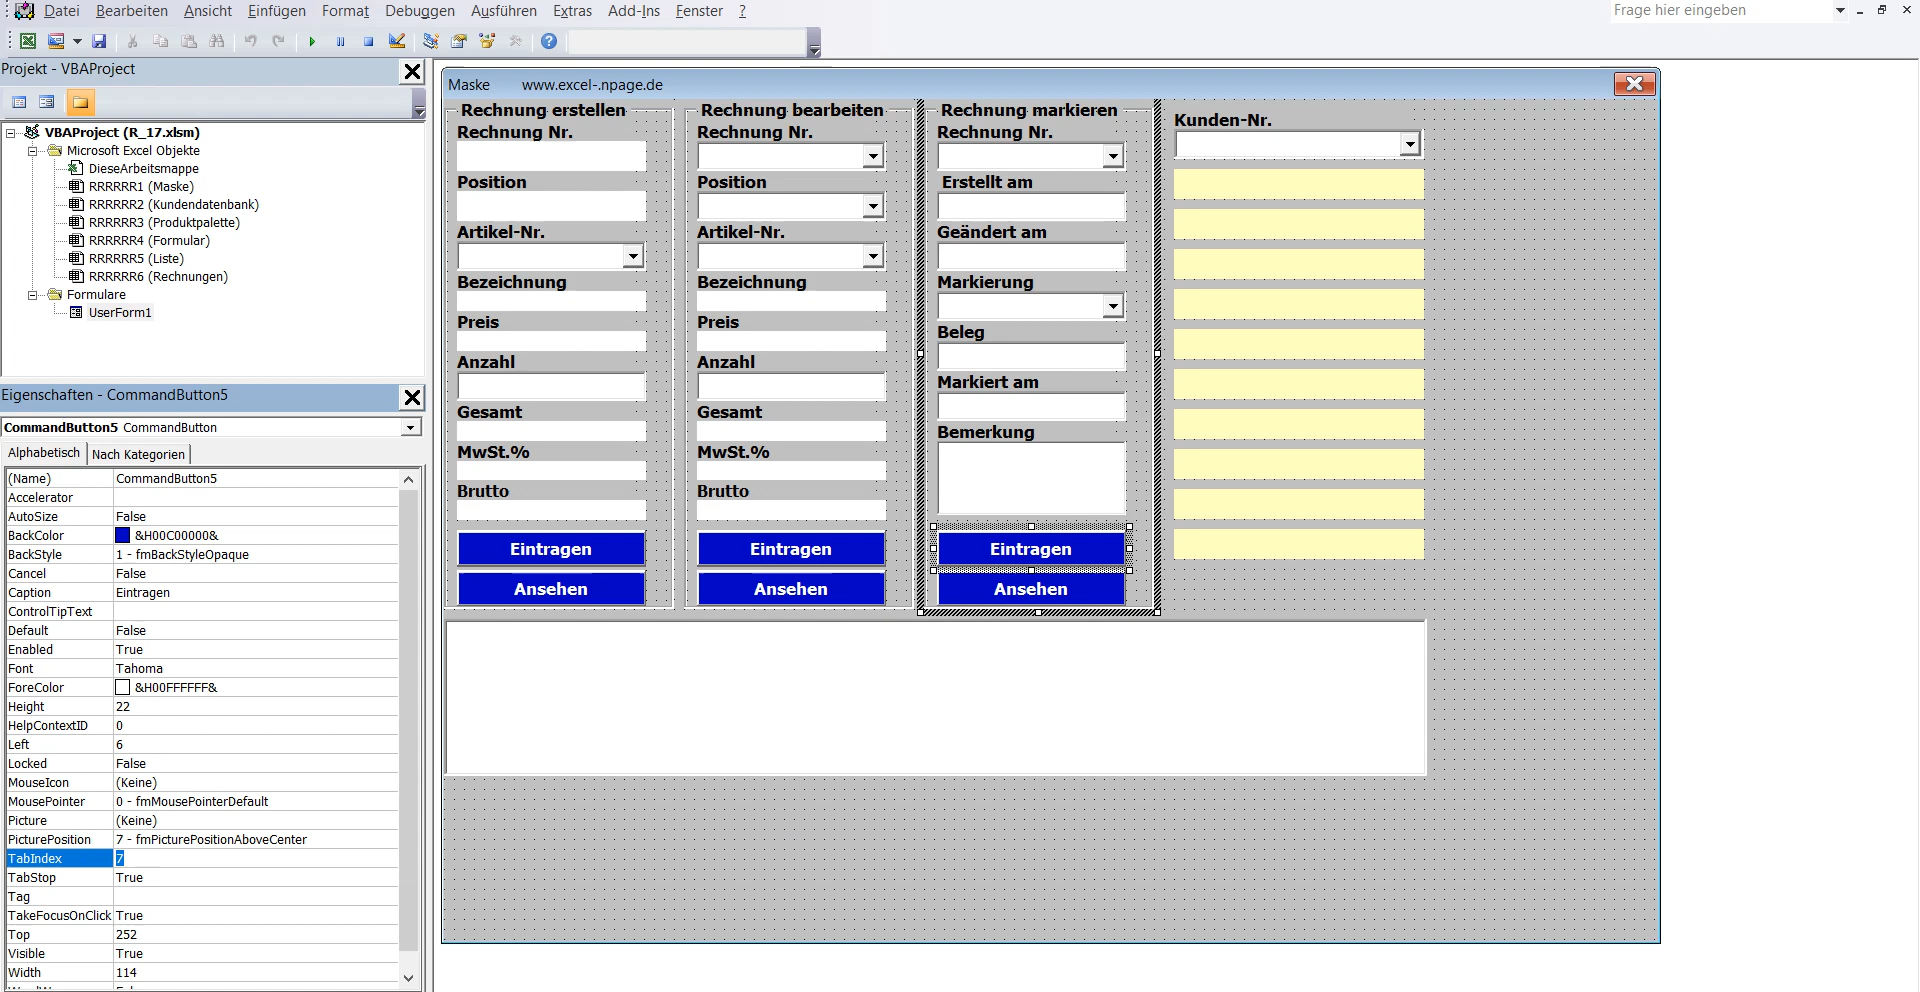 Datei Bearbeiten Ansicht Einfügen Format Debuggen Ausführen Extras Add-Ins Fenster ? Frage hier eingeben
Projekt - VBAProject
VBAProject (R_17.xlsm)
Microsoft Excel Objekte
DieseArbeitsmappe
RRRRRR1 (Maske)
RRRRRR2 (Kundendatenbank)
RRRRRR3 (Produktpalette)
RRRRRR4 (Formular)
RRRRRR5 (Liste)
RRRRRR6 (Rechnungen)
Formulare
UserForm1
Eigenschaften - CommandButton5
CommandButton5 CommandButton
Alphabetisch Nach Kategorien
(Name) CommandButton5
Accelerator
AutoSize False
BackColor &H00C00000&
BackStyle 1 - fmBackStyleOpaque
Cancel False
Caption Eintragen
ControlTipText
Default False
Enabled True
Font Tahoma
ForeColor &H00FFFFFF&
Height 22
HelpContextID 0
Left 6
Locked False
MouseIcon (Keine)
MousePointer 0 - fmMousePointerDefault
Picture (Keine)
PicturePosition 7 - fmPicturePositionAboveCenter
TabIndex 7
TabStop True
Tag
TakeFocusOnClick True
Top 252
Visible True
Width 114
Maske www.excel-.npage.de
Rechnung erstellen
Rechnung Nr.
Position
Artikel-Nr.
Bezeichnung
Preis
Anzahl
Gesamt
MwSt.%
Brutto
Eintragen
Ansehen
Rechnung bearbeiten
Rechnung Nr.
Position
Artikel-Nr.
Bezeichnung
Preis
Anzahl
Gesamt
MwSt.%
Brutto
Eintragen
Ansehen
Rechnung markieren
Rechnung Nr.
Erstellt am
Geändert am
Markierung
Beleg
Markiert am
Bemerkung
Eintragen
Ansehen
Kunden-Nr.